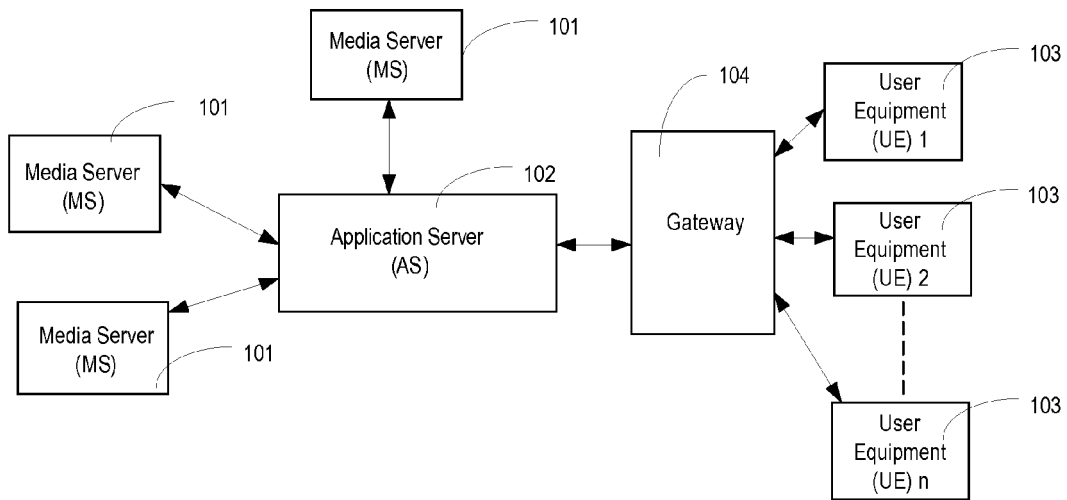 101
Media Server
(MS)
103
104
User
Equipment
(UE) 1
101
Media Server
(MS)
102
103
Application Server
(AS)
Gateway
User
Equipment
(UE) 2
Media Server
(MS)
101
103
User
Equipment
(UE) n